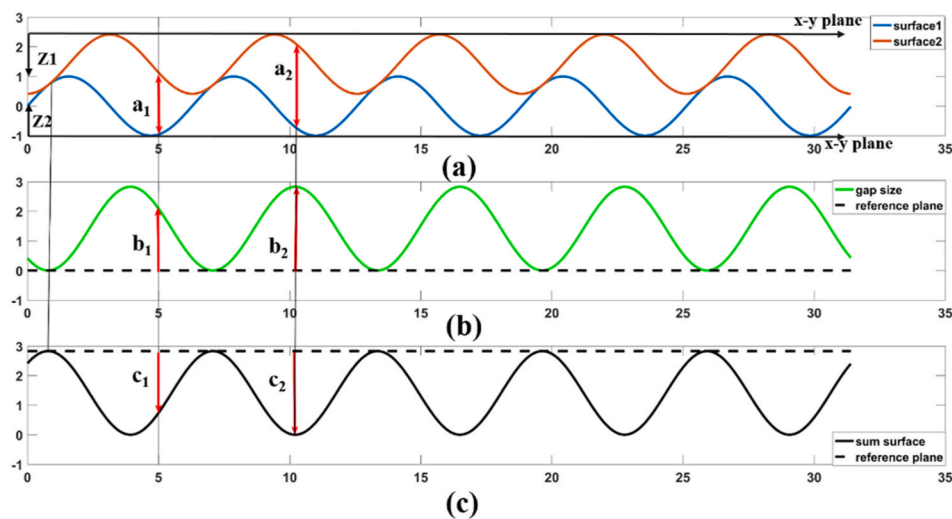 3
x-y plane
surface1
surface2
2
Z1
a1
a2
1
0
Z2
-1
x-y plane
0 5 10 15 20 25 30 35
(a)
3
gap size
reference plane
2
b1
b2
1
0
-1
0 5 10 15 20 25 30 35
(b)
3
2
c1
c2
1
0
sum surface
reference plane
-1
0 5 10 15 20 25 30 35
(c)